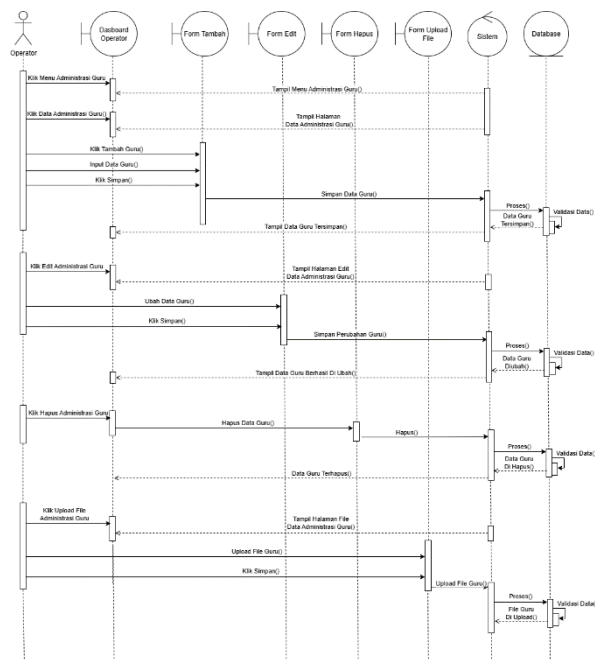 Operator
Dasboard
Operator
Form Tambah
Form Edit
Form Hapus
Form Upload
File
Sistem
Database
Klik Menu Administrasi Guru
Tampil Menu Administrasi Guru()
Klik Data Administrasi Guru()
Tampil Halaman
Data Administrasi Guru()
Klik Tambah Guru()
Input Data Guru()
Klik Simpan()
Simpan Data Guru()
Proses()
Validasi Data()
Data Guru
Tersimpan()
Tampil Data Guru Tersimpan()
Klik Edit Administrasi Guru
Tampil Halaman Edit
Data Administrasi Guru()
Ubah Data Guru()
Klik Simpan()
Simpan Perubahan Guru()
Proses()
Validasi Data()
Data Guru
Diubah()
Tampil Data Guru Berhasil Di Ubah()
Klik Hapus Administrasi Guru
Hapus Data Guru()
Hapus()
Proses()
Validasi Data()
Data Guru
Di Hapus()
Data Guru Terhapus()
Klik Upload File
Administrasi Guru
Tampil Halaman File
Data Administrasi Guru()
Upload File Guru()
Klik Simpan()
Upload File Guru()
Proses()
Validasi Data()
File Guru
Di Upload()